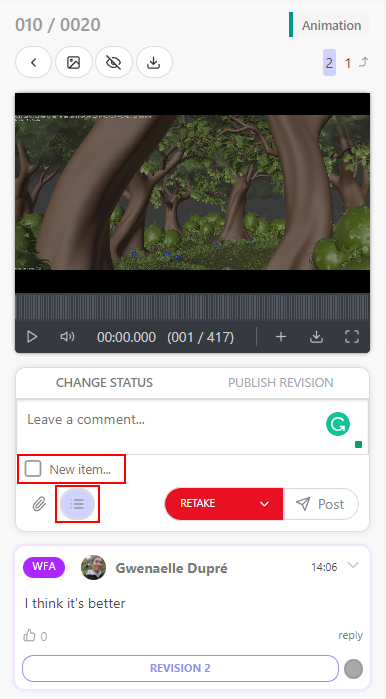 010 / 0020
Animation
2 1
00:00.000 (001 / 417)
CHANGE STATUS
PUBLISH REVISION
Leave a comment...
New item...
RETAKE
Post
WFA
Gwenaelle Dupré
14:06
I think it's better
0
reply
REVISION 2